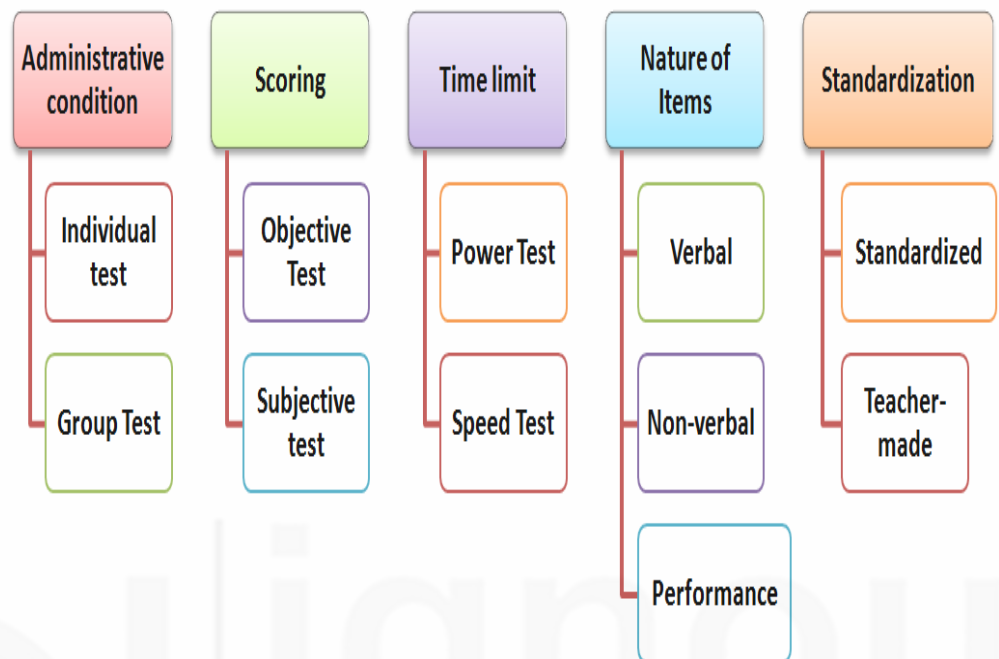 Administrative
condition
Individual
test
Group Test
Scoring
Objective
Test
Subjective
test
Time limit
Power Test
Speed Test
Nature of
Items
Verbal
Non-verbal
Performance
Standardization
Standardized
Teacher-
made
ignou